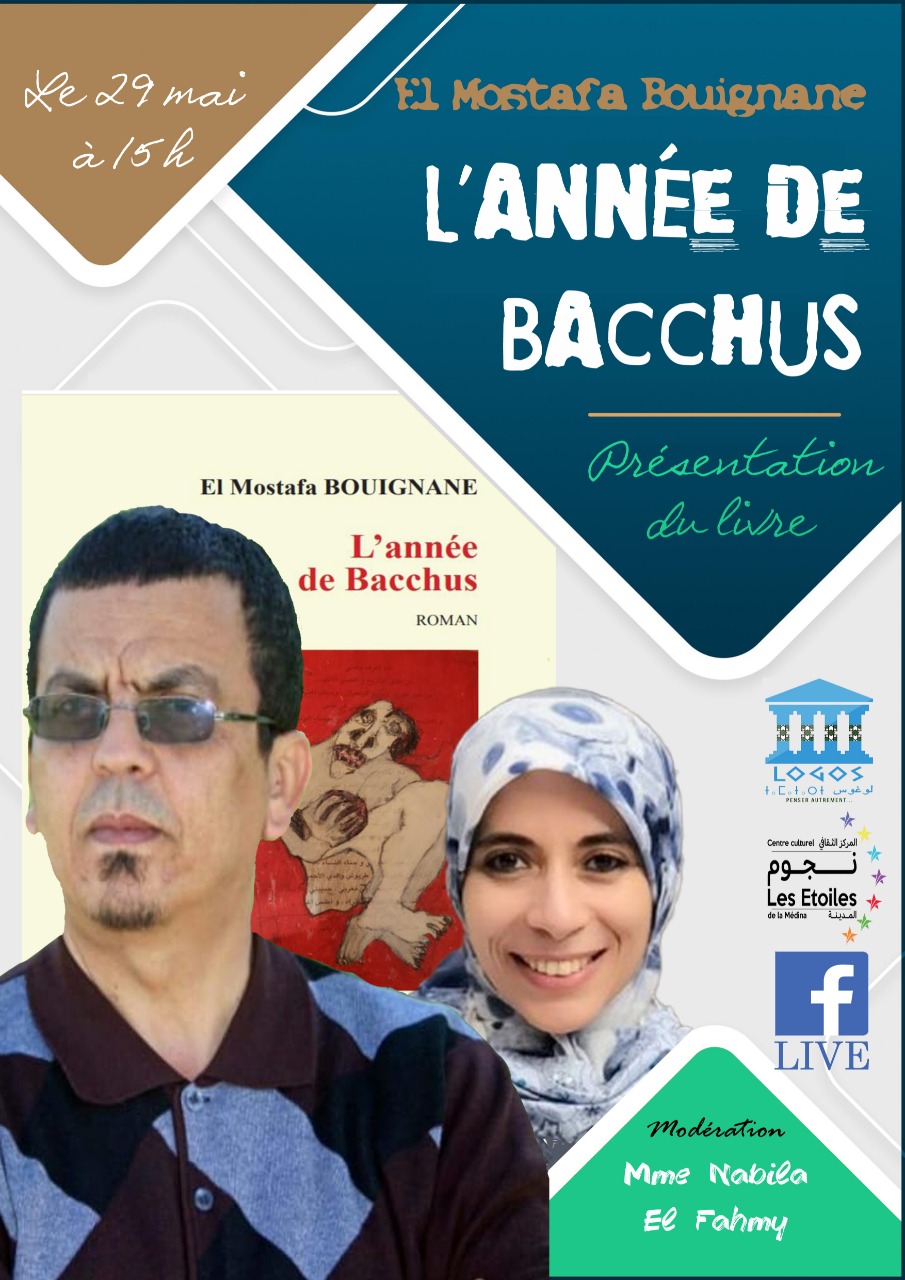 Le 29 mai
à 15 h
El Mostafa Bouignane
L'ANNÉE DE
BACCHUS
Présentation
du livre
El Mostafa BOUIGNANE
L'année
de Bacchus
ROMAN
LOGOS
ⵜⴰⵎⵜⴰⵙⵜ لوغوس
PENSER AUTREMENT...
Centre culturel المركز الثقافي
نجوم
Les Etoiles
de la Médina المدينة
f
LIVE
Modération
Mme Nabila
El Fahmy